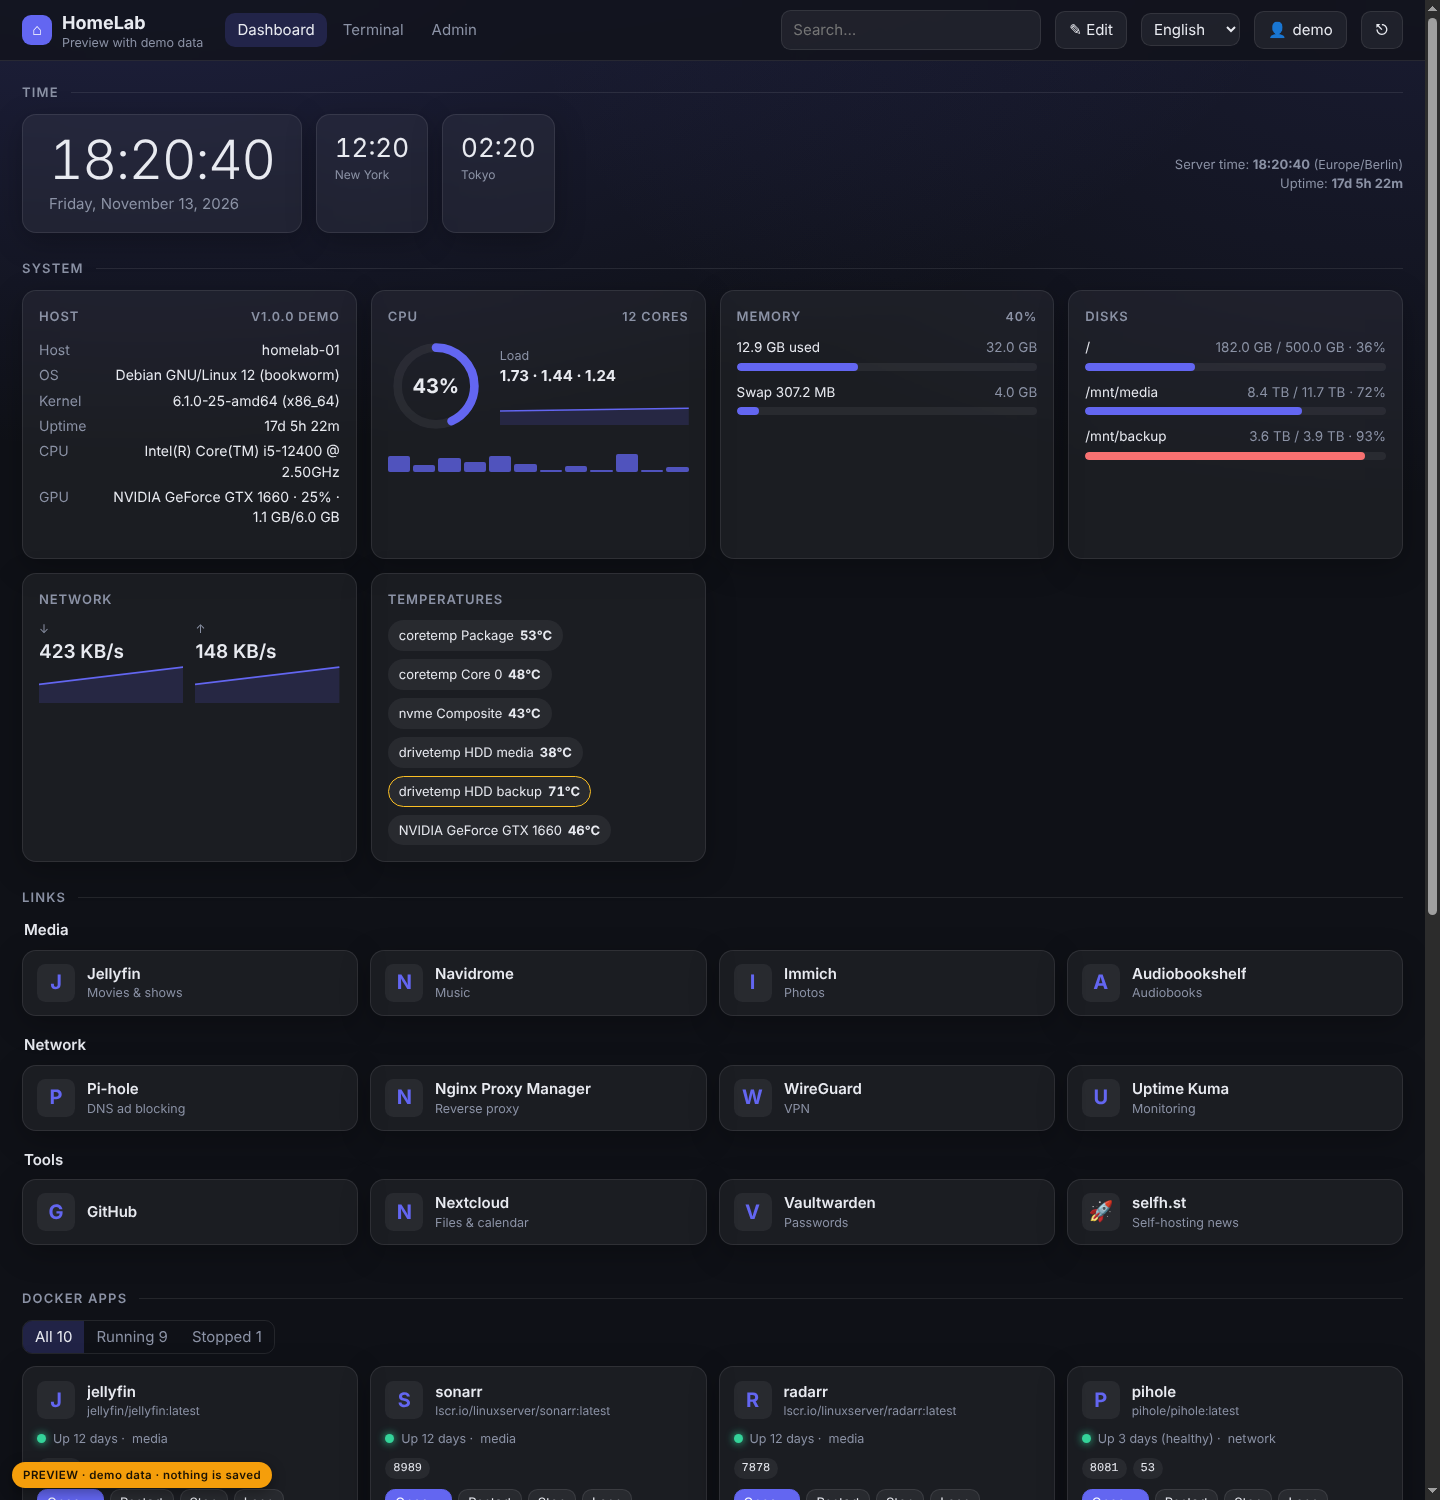 HomeLab
Preview with demo data
Dashboard Terminal Admin
Search...
✎ Edit
English
demo
TIME
18:20:40
Friday, November 13, 2026
12:20
New York
02:20
Tokyo
Server time: 18:20:40 (Europe/Berlin)
Uptime: 17d 5h 22m
SYSTEM
HOST V1.0.0 DEMO
Host homelab-01
OS Debian GNU/Linux 12 (bookworm)
Kernel 6.1.0-25-amd64 (x86_64)
Uptime 17d 5h 22m
CPU Intel(R) Core(TM) i5-12400 @
2.50GHz
GPU NVIDIA GeForce GTX 1660 · 25% ·
1.1 GB/6.0 GB
CPU 12 CORES
43%
Load
1.73 · 1.44 · 1.24
MEMORY 40%
12.9 GB used 32.0 GB
Swap 307.2 MB 4.0 GB
DISKS
/ 182.0 GB / 500.0 GB · 36%
/mnt/media 8.4 TB / 11.7 TB · 72%
/mnt/backup 3.6 TB / 3.9 TB · 93%
NETWORK
↓
423 KB/s
↑
148 KB/s
TEMPERATURES
coretemp Package 53°C
coretemp Core 0 48°C
nvme Composite 43°C
drivetemp HDD media 38°C
drivetemp HDD backup 71°C
NVIDIA GeForce GTX 1660 46°C
LINKS
Media
J
Jellyfin
Movies & shows
N
Navidrome
Music
I
Immich
Photos
A
Audiobookshelf
Audiobooks
Network
P
Pi-hole
DNS ad blocking
N
Nginx Proxy Manager
Reverse proxy
W
WireGuard
VPN
U
Uptime Kuma
Monitoring
Tools
G
GitHub
N
Nextcloud
Files & calendar
V
Vaultwarden
Passwords
selfh.st
Self-hosting news
DOCKER APPS
All 10 Running 9 Stopped 1
J
jellyfin
jellyfin/jellyfin:latest
Up 12 days · media
S
sonarr
lscr.io/linuxserver/sonarr:latest
Up 12 days · media
8989
R
radarr
lscr.io/linuxserver/radarr:latest
Up 12 days · media
7878
P
pihole
pihole/pihole:latest
Up 3 days (healthy) · network
8081 53
PREVIEW · demo data · nothing is saved